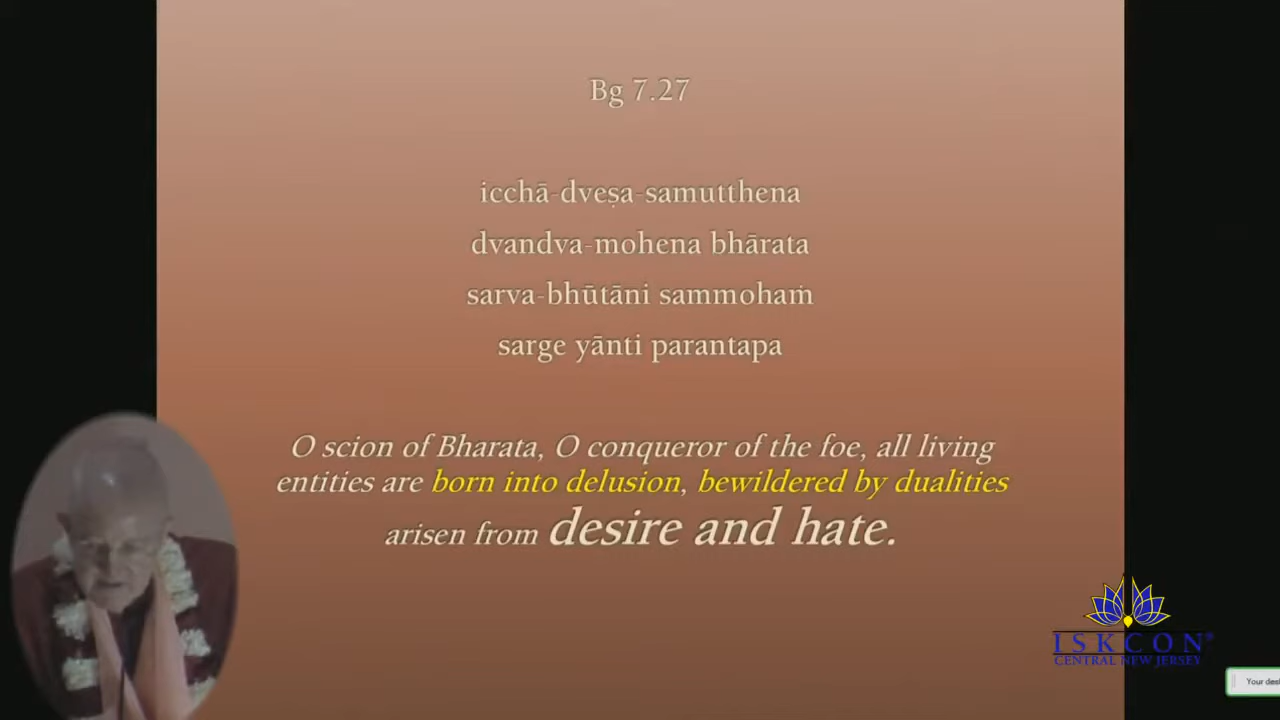 Bg 7.27
icchā-dveṣa-samutthena
dvandva-mohena bhārata
sarva-bhūtāni sammohaṁ
sarge yānti parantapa
O scion of Bharata, O conqueror of the foe, all living
entities are born into delusion, bewildered by dualities
arisen from desire and hate.
ISKCON®
CENTRAL NEW JERSEY
Your des